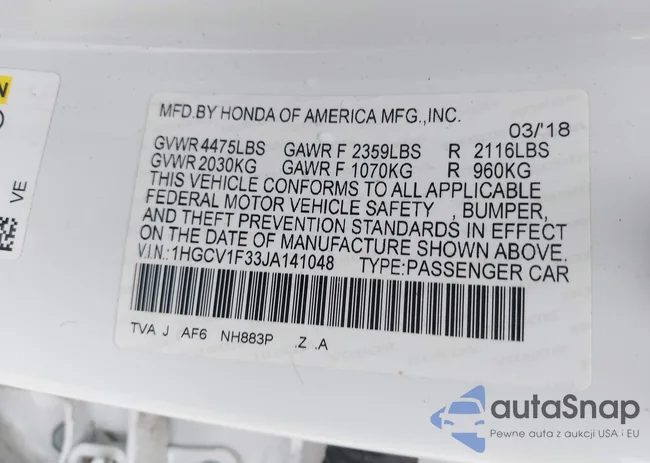 N
VE
MFD.BY HONDA OF AMERICA MFG.,INC.
03/'18
GVWR 4475LBS GAWR F 2359LBS R 2116LBS
GVWR 2030KG GAWR F 1070KG R 960KG
THIS VEHICLE CONFORMS TO ALL APPLICABLE
FEDERAL MOTOR VEHICLE SAFETY , BUMPER,
AND THEFT PREVENTION STANDARDS IN EFFECT
ON THE DATE OF MANUFACTURE SHOWN ABOVE.
V.I.N.:1HGCV1F33JA141048 TYPE:PASSENGER CAR
TVA J AF6 NH883P .Z .A
autaSnap
Pewne auta z aukcji USA i EU